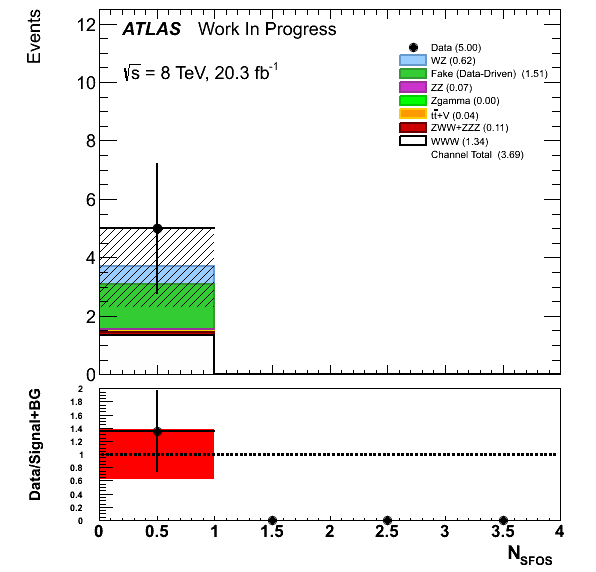 Events
12
10
8
6
4
2
0
ATLAS Work In Progress
√s = 8 TeV, 20.3 fb⁻¹
Data (5.00)
WZ (0.62)
Fake (Data-Driven) (1.51)
ZZ (0.07)
Zgamma (0.00)
tt̄+V (0.04)
ZWW+ZZZ (0.11)
WWW (1.34)
Channel Total (3.69)
Data/Signal+BG
2
1.8
1.6
1.4
1.2
1
0.8
0.6
0.4
0.2
0
0 0.5 1 1.5 2 2.5 3 3.5 4
N_SFOS